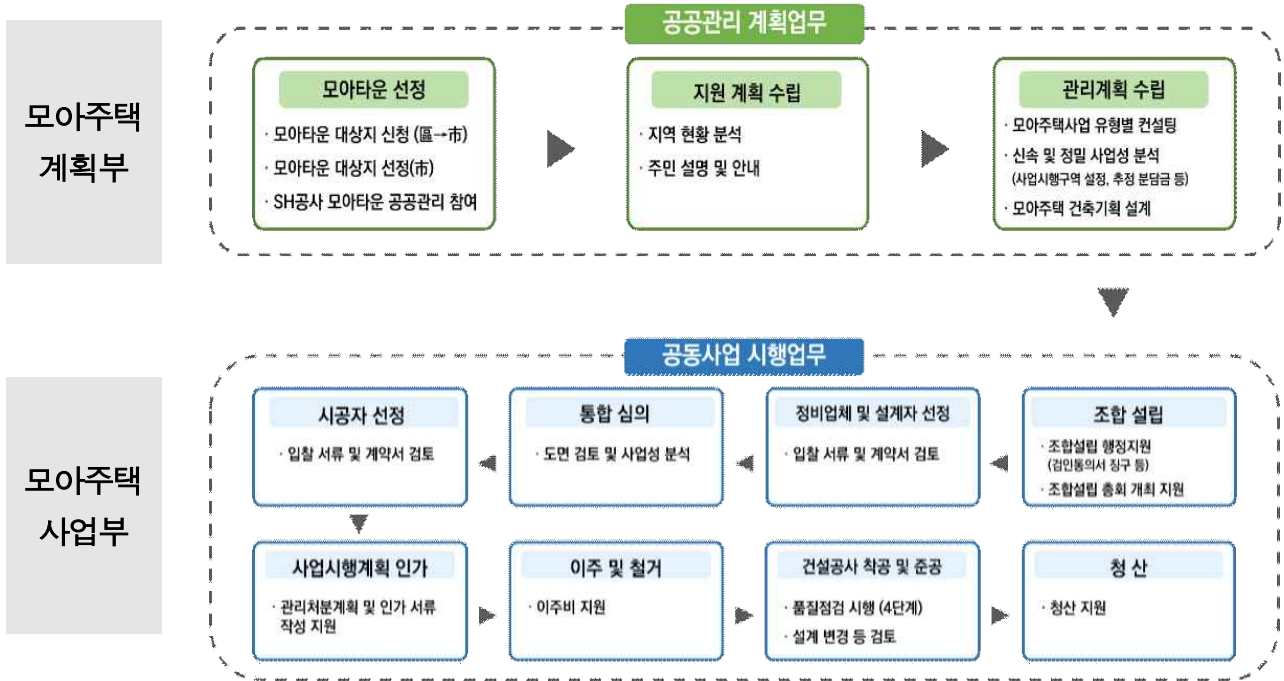 모아주택
계획부
공공관리 계획업무
모아타운 선정
· 모아타운 대상지 신청 (區→市)
· 모아타운 대상지 선정(市)
· SH공사 모아타운 공공관리 참여
지원 계획 수립
· 지역 현황 분석
· 주민 설명 및 안내
관리계획 수립
· 모아주택사업 유형별 컨설팅
· 신속 및 정밀 사업성 분석
(사업시행구역 설정, 추정 분담금 등)
· 모아주택 건축기획 설계
모아주택
사업부
공동사업 시행업무
조합 설립
· 조합설립 행정지원
(검인동의서 징구 등)
· 조합설립 총회 개최 지원
정비업체 및 설계자 선정
· 입찰 서류 및 계약서 검토
통합 심의
· 도면 검토 및 사업성 분석
시공자 선정
· 입찰 서류 및 계약서 검토
사업시행계획 인가
· 관리처분계획 및 인가 서류
작성 지원
이주 및 철거
· 이주비 지원
건설공사 착공 및 준공
· 품질점검 시행 (4단계)
· 설계 변경 등 검토
청 산
· 청산 지원